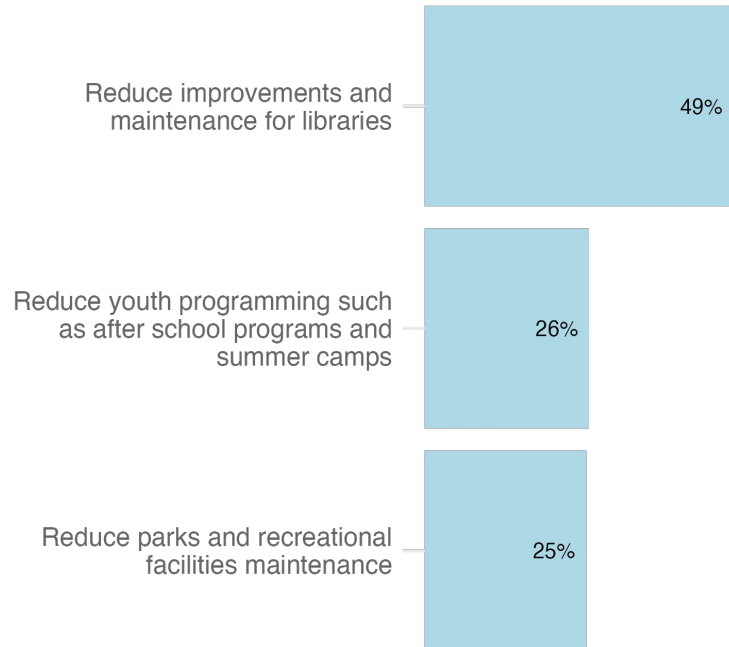 Reduce improvements and
maintenance for libraries
49%
Reduce youth programming such
as after school programs and
summer camps
26%
Reduce parks and recreational
facilities maintenance
25%